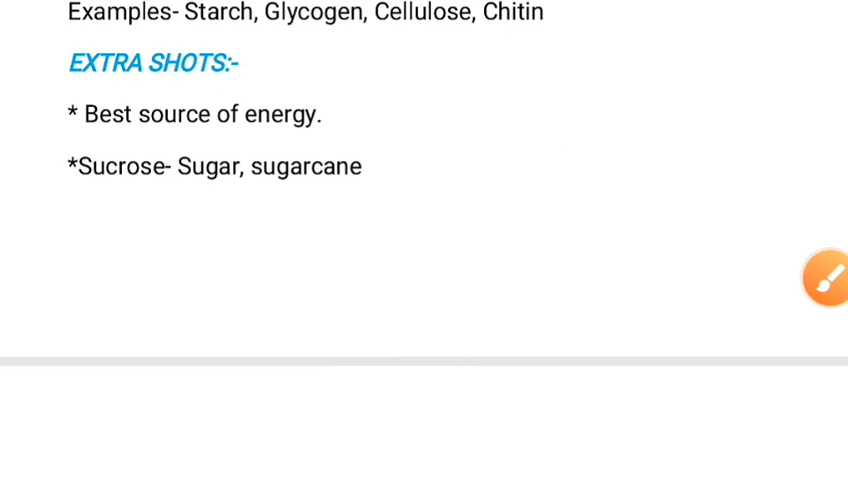 Examples- Starch, Glycogen, Cellulose, Chitin
EXTRA SHOTS:-
* Best source of energy.
*Sucrose- Sugar, sugarcane